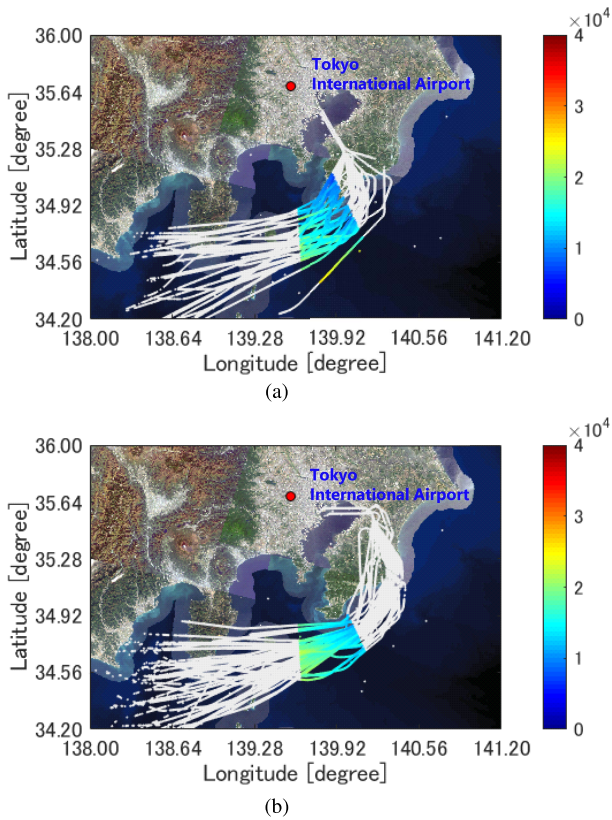 ×10⁴
36.00
4
Tokyo
International Airport
35.64
3
35.28
2
34.92
1
34.56
34.20
0
138.00 138.64 139.28 139.92 140.56 141.20
Latitude [degree]
Longitude [degree]
(a)
×10⁴
36.00
4
Tokyo
International Airport
35.64
3
35.28
2
34.92
1
34.56
34.20
0
138.00 138.64 139.28 139.92 140.56 141.20
Latitude [degree]
Longitude [degree]
(b)